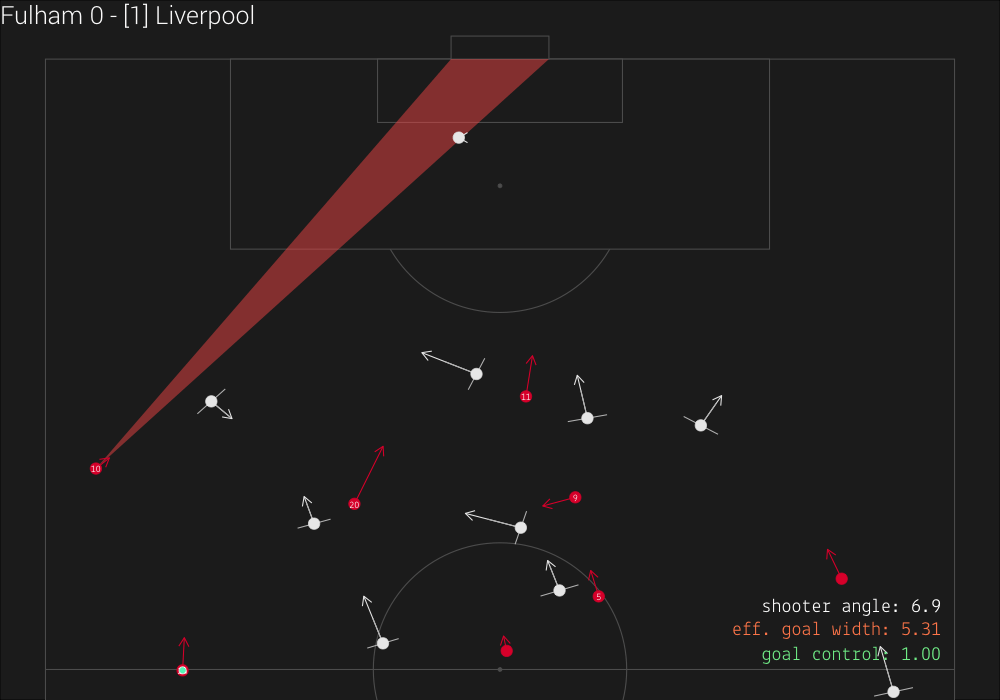 Fulham 0 - [1] Liverpool
11
10
9
20
5
shooter angle: 6.9
eff. goal width: 5.31
goal control: 1.00